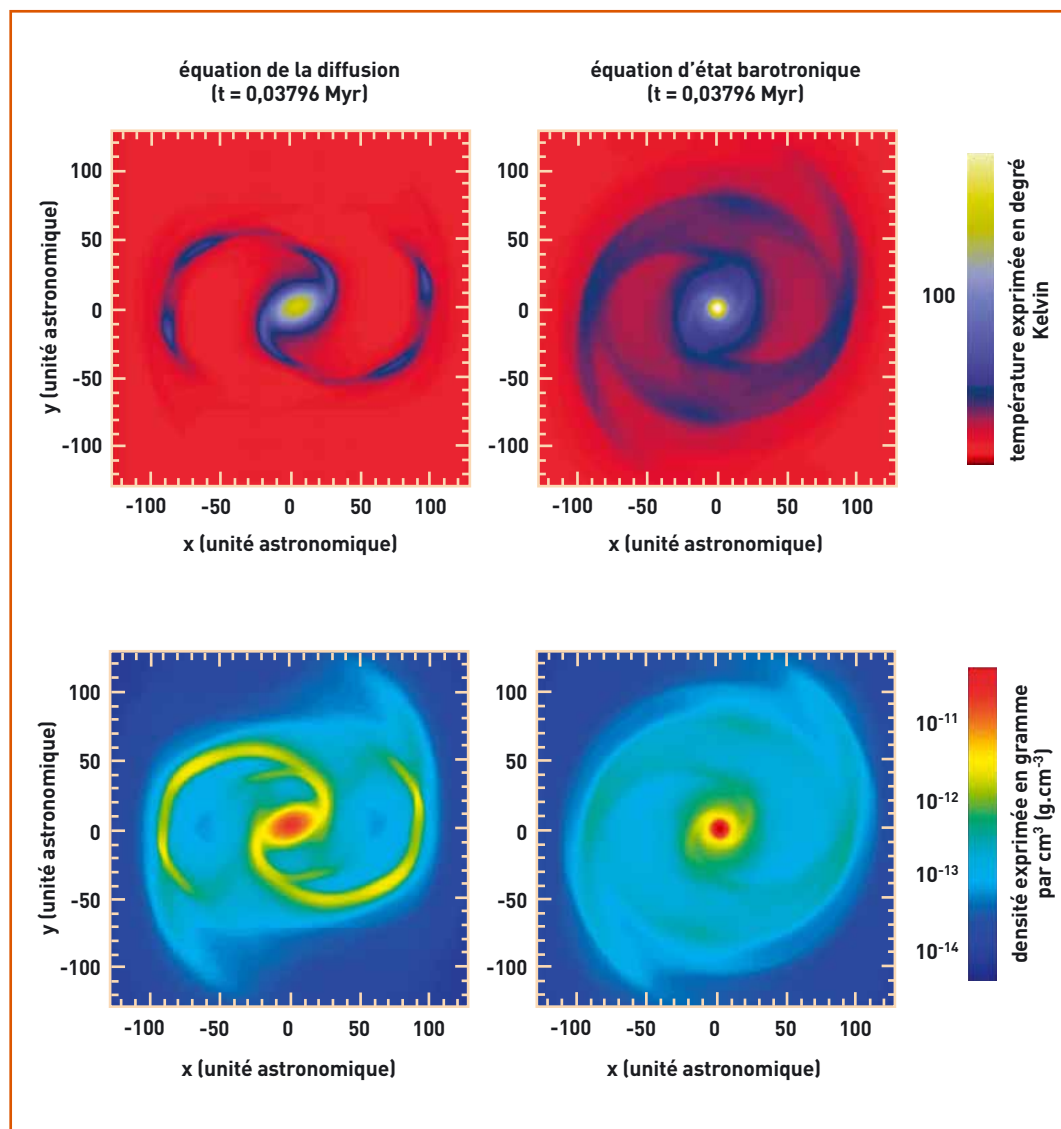 équation de la diffusion
(t = 0,03796 Myr)
équation d'état barotronique
(t = 0,03796 Myr)
100
50
0
-50
-100
y (unité astronomique)
-100 -50 0 50 100
x (unité astronomique)
100
50
0
-50
-100
-100 -50 0 50 100
x (unité astronomique)
100
température exprimée en degré
Kelvin
100
50
0
-50
-100
y (unité astronomique)
-100 -50 0 50 100
x (unité astronomique)
100
50
0
-50
-100
-100 -50 0 50 100
x (unité astronomique)
10⁻¹¹
10⁻¹²
10⁻¹³
10⁻¹⁴
densité exprimée en gramme
par cm³ (g.cm⁻³)